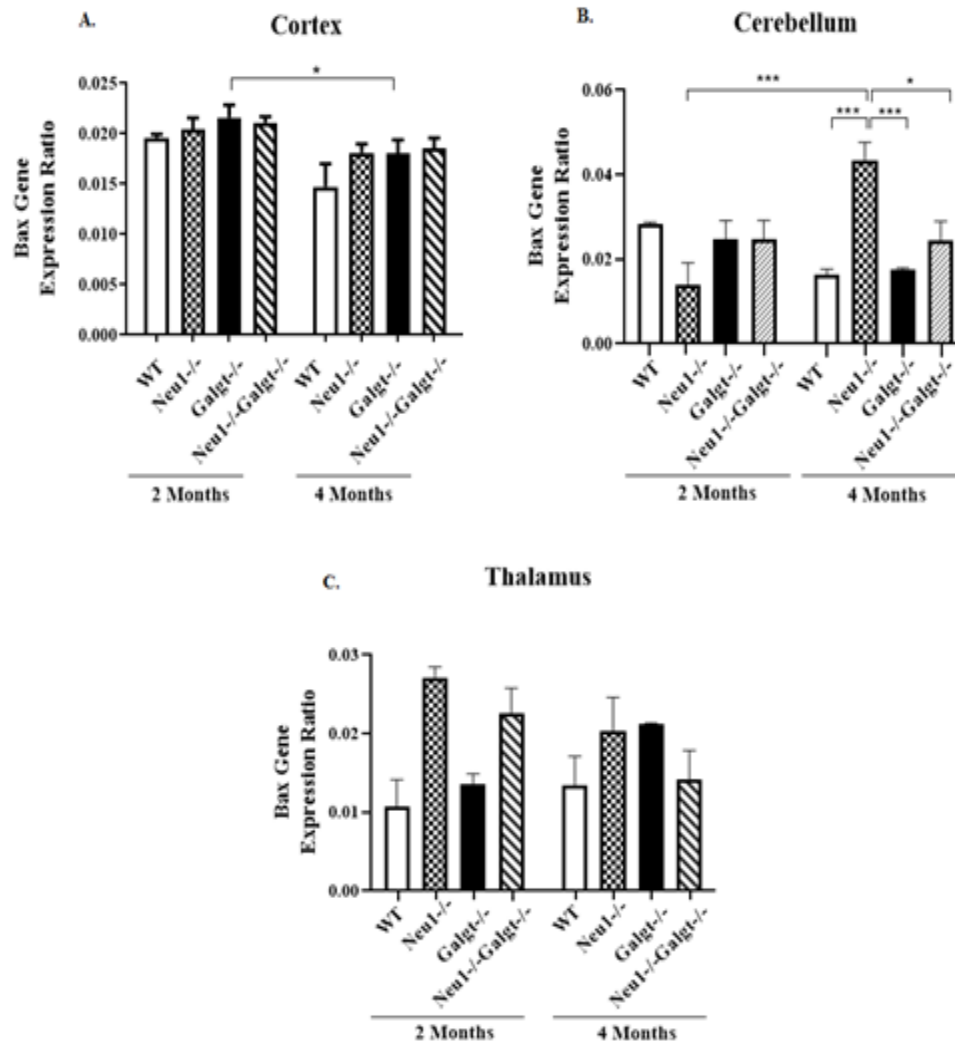 A.
Cortex
Bax Gene
Expression Ratio
0.025
0.020
0.015
0.010
0.005
0.000
*
WT
Neu1-/-
Galgt-/-
Neu1-/-Galgt-/-
WT
Neu1-/-
Galgt-/-
Neu1-/-Galgt-/-
2 Months
4 Months
B.
Cerebellum
Bax Gene
Expression Ratio
0.06
0.04
0.02
0.00
***
*
***
***
WT
Neu1-/-
Galgt-/-
Neu1-/-Galgt-/-
WT
Neu1-/-
Galgt-/-
Neu1-/-Galgt-/-
2 Months
4 Months
C.
Thalamus
Bax Gene
Expression Ratio
0.03
0.02
0.01
0.00
WT
Neu1-/-
Galgt-/-
Neu1-/-Galgt-/-
WT
Neu1-/-
Galgt-/-
Neu1-/-Galgt-/-
2 Months
4 Months